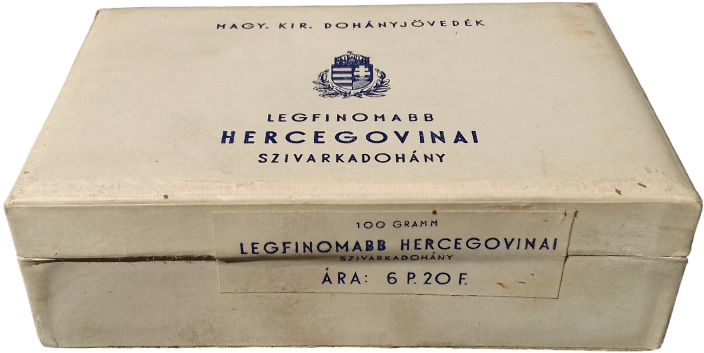 MAGY. KIR. DOHÁNYJÖVEDÉK
LEGFINOMABB
HERCEGOVINAI
SZIVARKADOHÁNY
100 GRAMM
LEGFINOMABB HERCEGOVINAI
SZIVARKADOHÁNY
ÁRA: 6 P. 20 F.